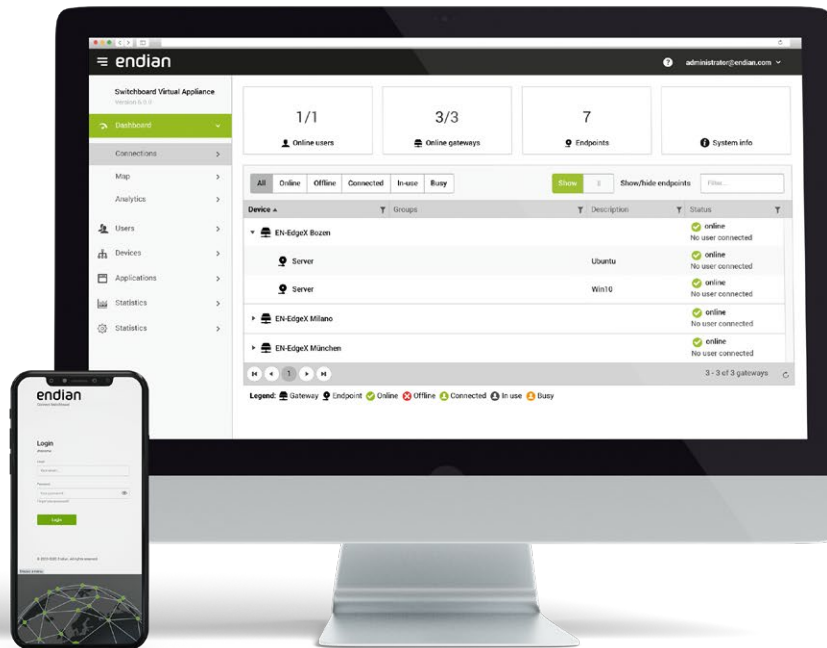 endian
administrator@endian.com
Switchboard Virtual Appliance
Version 6.0.0
Dashboard
Connections
Map
Analytics
Users
Devices
Applications
Statistics
Statistics
1/1
Online users
3/3
Online gateways
7
Endpoints
System info
All Online Offline Connected In-use Busy
Show Show/hide endpoints Filter...
Device Groups Description Status
EN-EdgeX Bozen online
No user connected
Server Ubuntu online
No user connected
Server Win10 online
No user connected
EN-EdgeX Milano online
No user connected
EN-EdgeX München online
No user connected
1 3 - 3 of 3 gateways
Legend: Gateway Endpoint Online Offline Connected In use Busy
endian
Login
Login